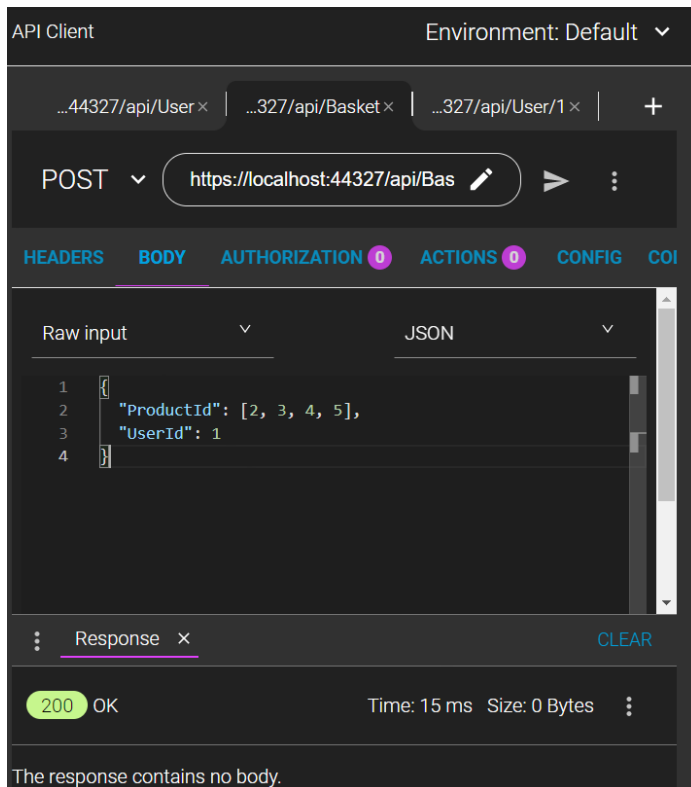 API Client Environment: Default
...44327/api/User × ...327/api/Basket × ...327/api/User/1 × +
POST https://localhost:44327/api/Bas
HEADERS BODY AUTHORIZATION 0 ACTIONS 0 CONFIG
Raw input JSON
1 {
2 "ProductId": [2, 3, 4, 5],
3 "UserId": 1
4 }
Response × CLEAR
200 OK Time: 15 ms Size: 0 Bytes
The response contains no body.